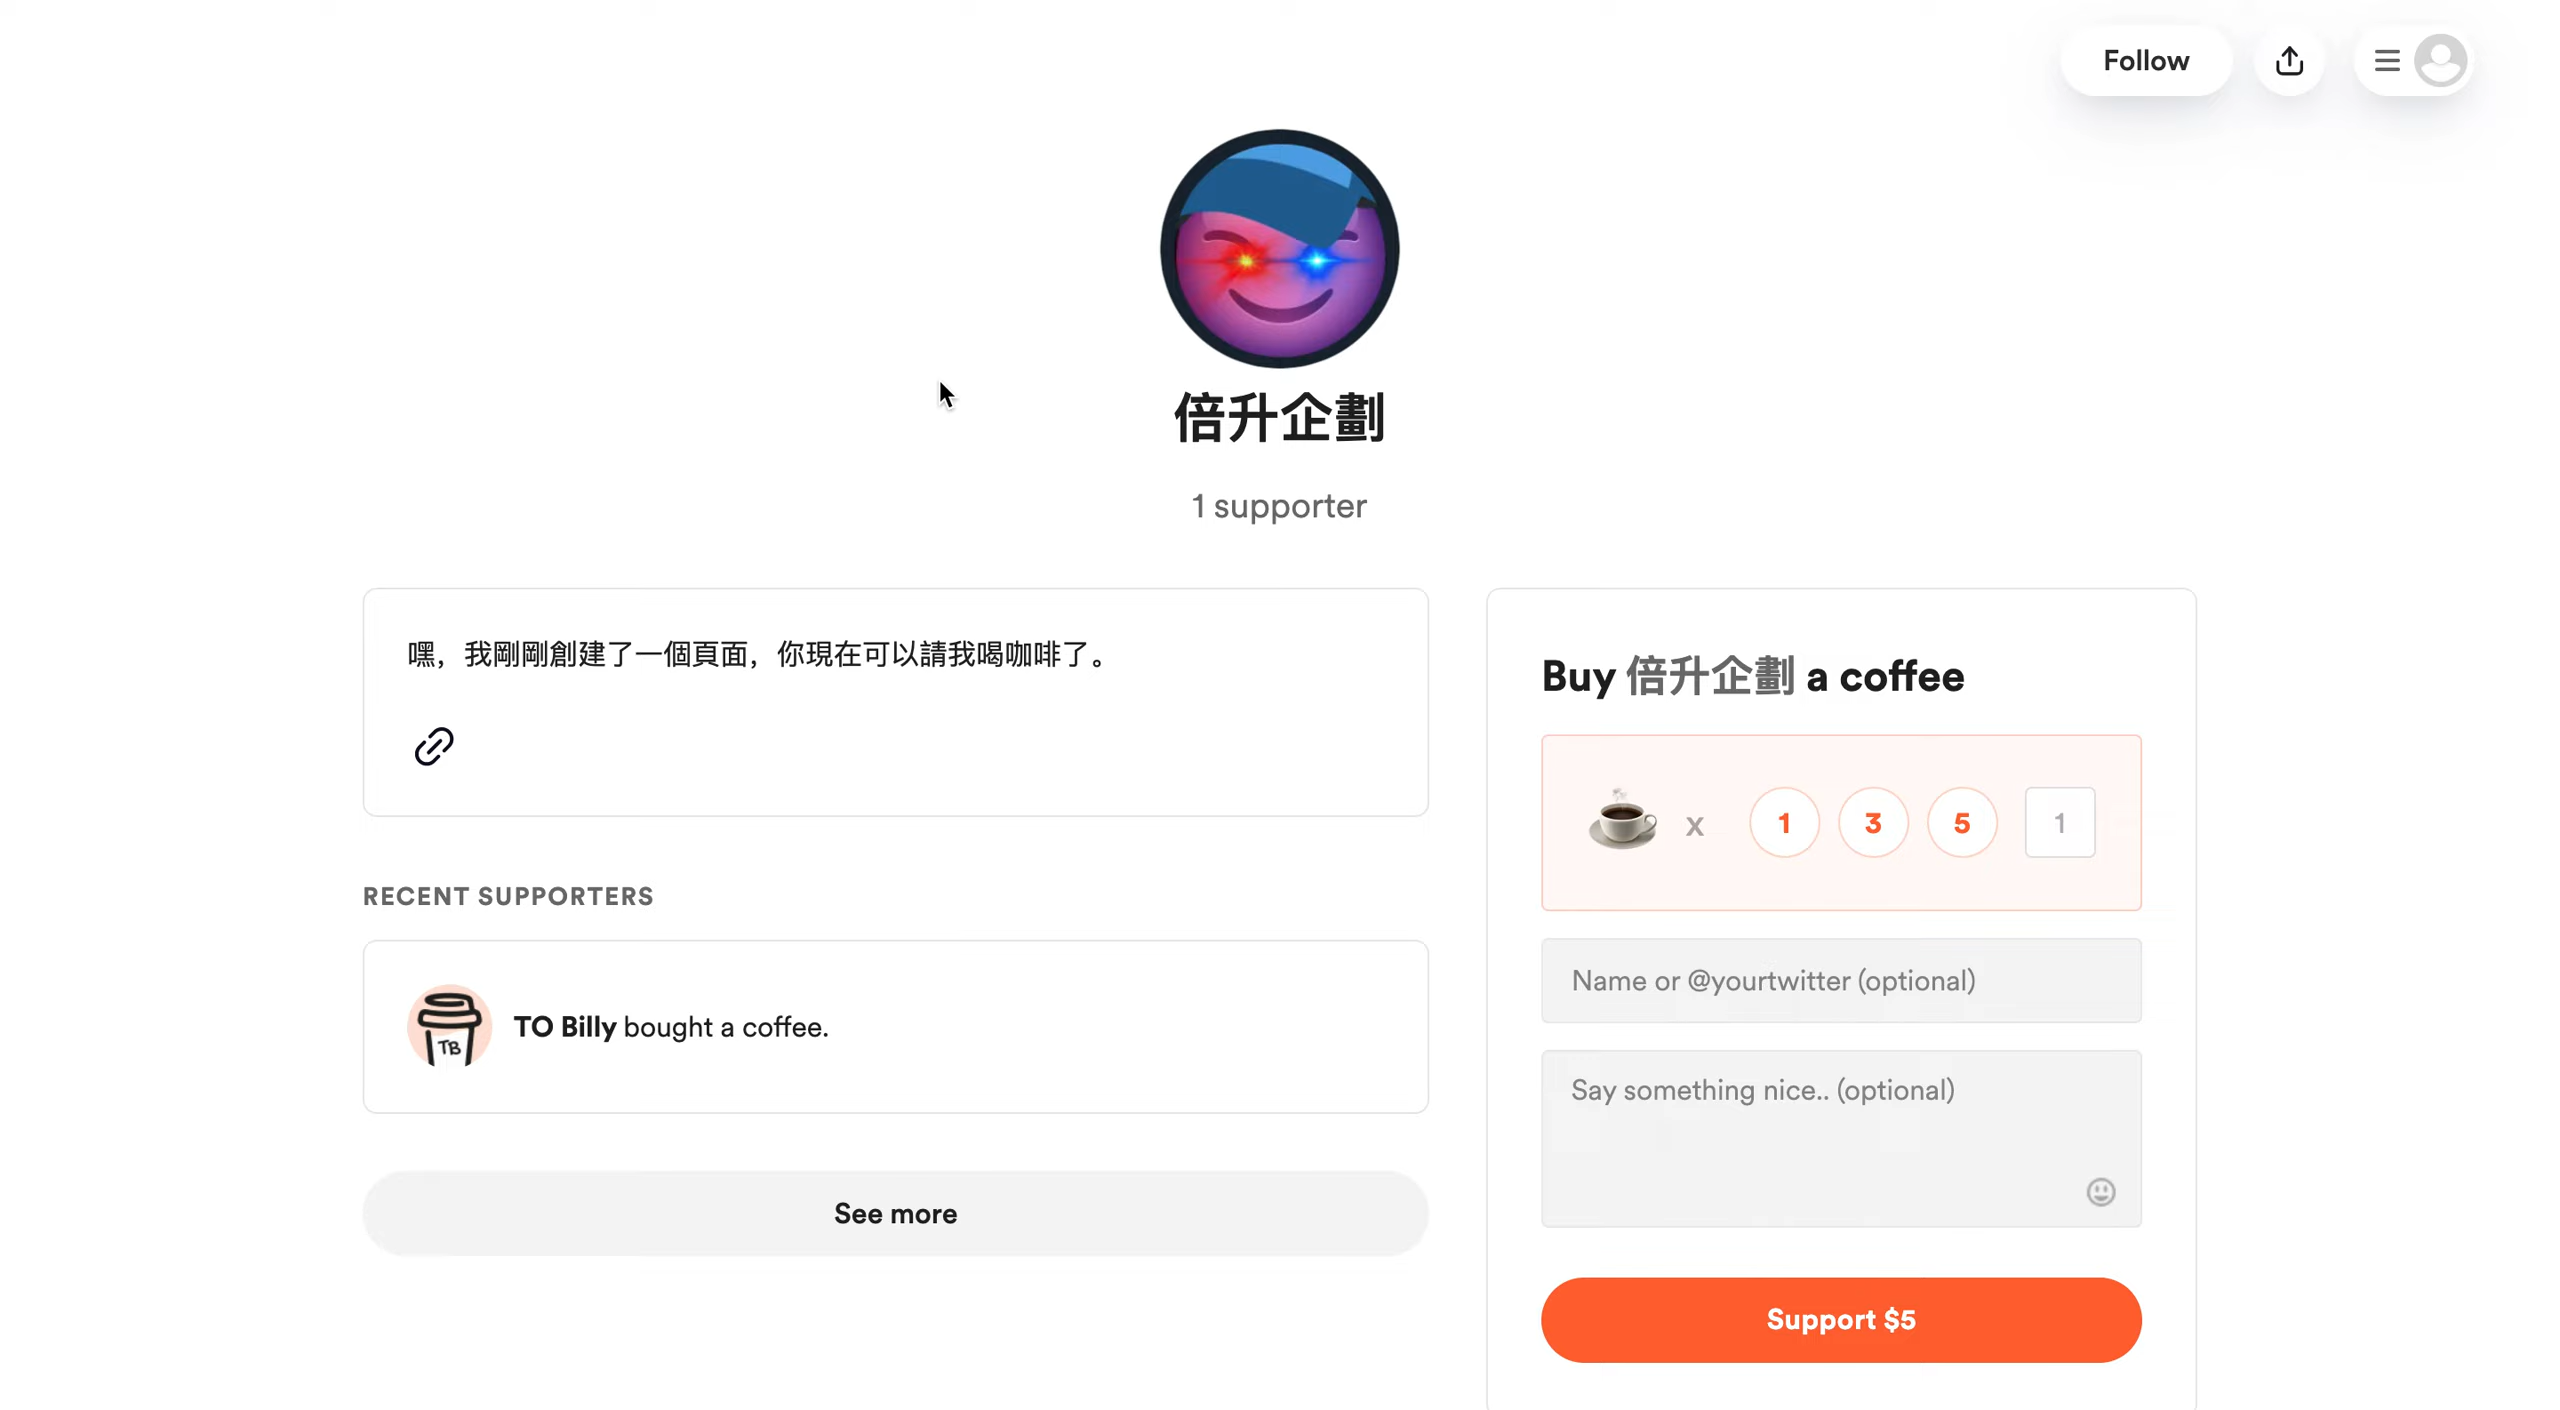 Follow
倍升企劃
1 supporter
嘿，我剛剛創建了一個頁面，你現在可以請我喝咖啡了。
RECENT SUPPORTERS
TB
TO Billy bought a coffee.
See more
Buy 倍升企劃 a coffee
x 1 3 5 1
Name or @yourtwitter (optional)
Say something nice.. (optional)
Support $5